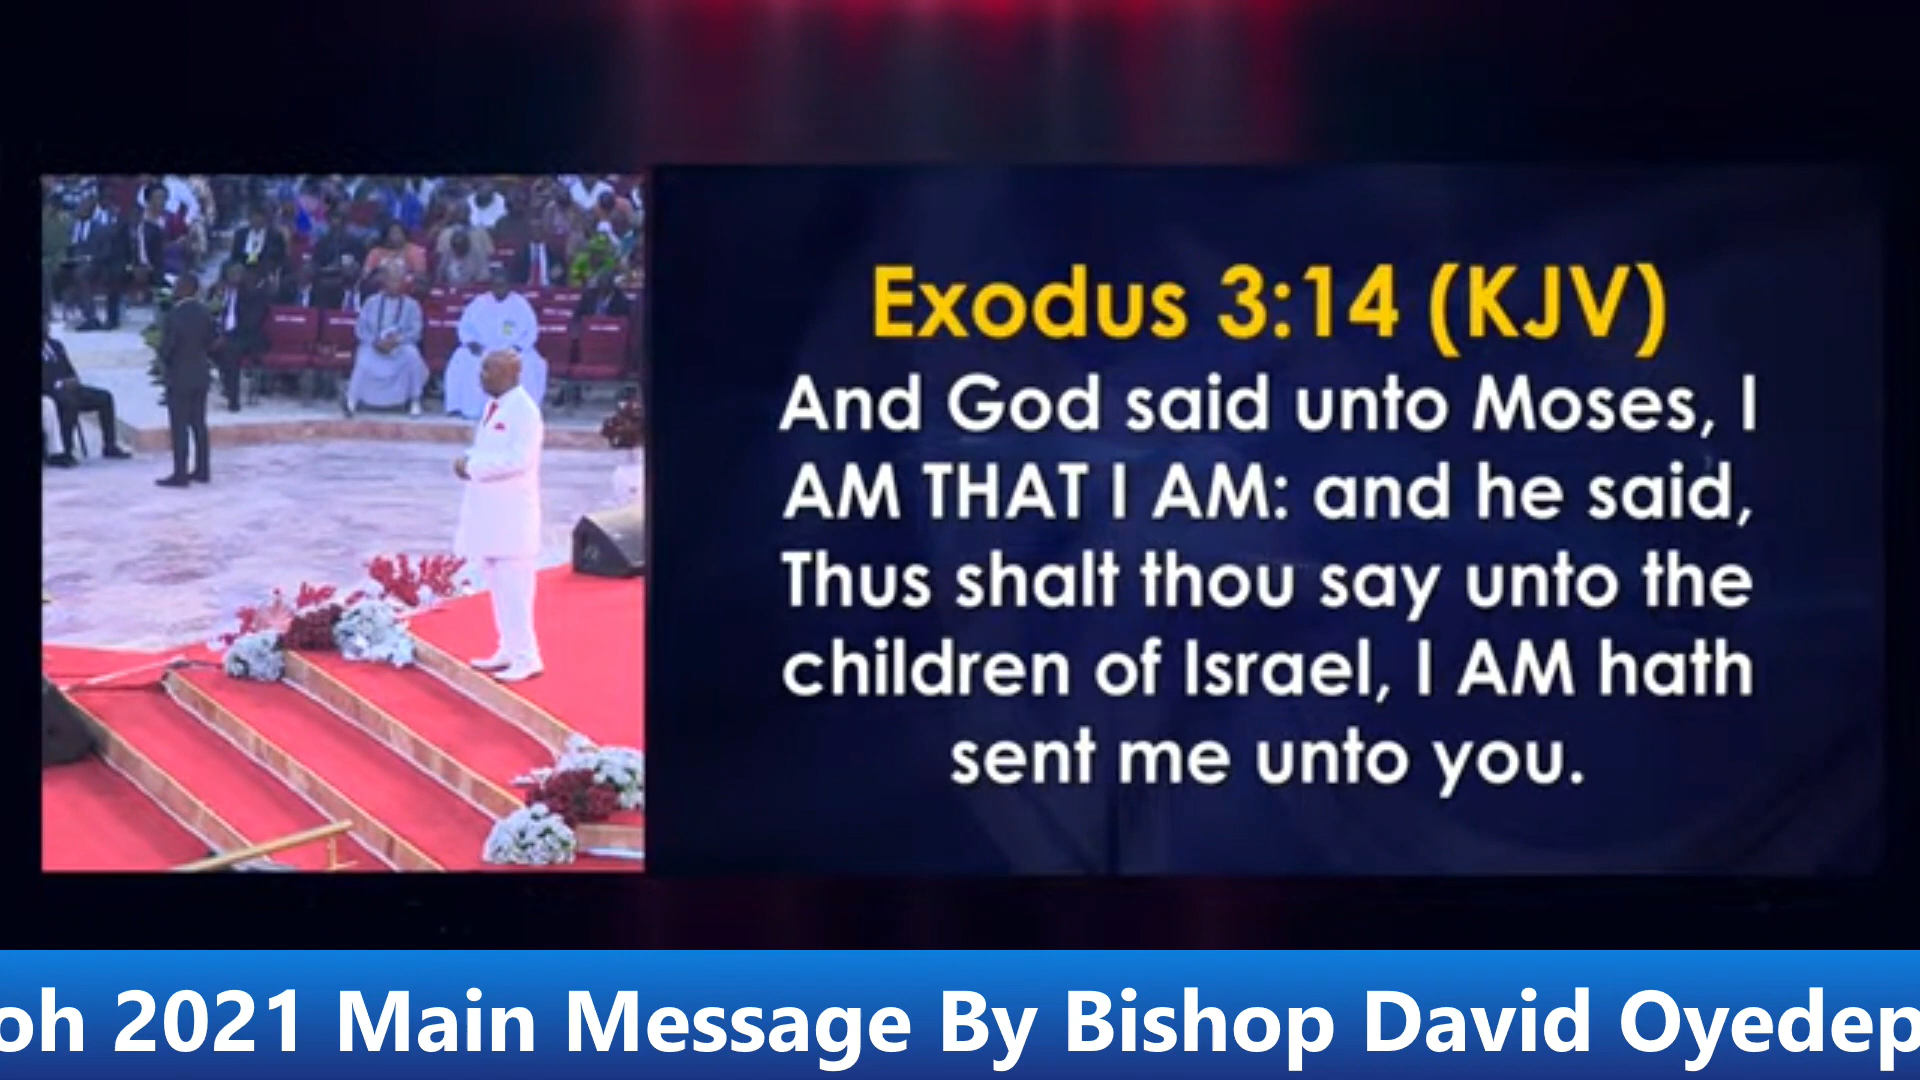 Exodus 3:14 (KJV)
And God said unto Moses, I
AM THAT I AM: and he said,
Thus shalt thou say unto the
children of Israel, I AM hath
sent me unto you.
oh 2021 Main Message By Bishop David Oyedep